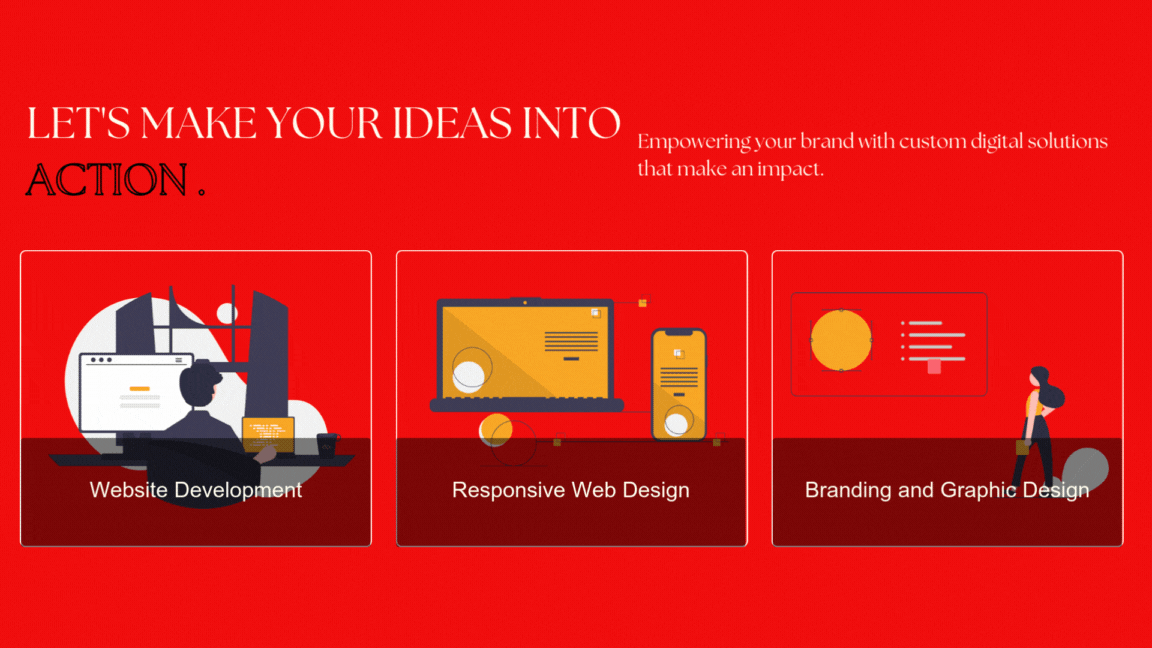 LET'S MAKE YOUR IDEAS INTO
ACTION .
Empowering your brand with custom digital solutions
that make an impact.
Website Development
Responsive Web Design
Branding and Graphic Design